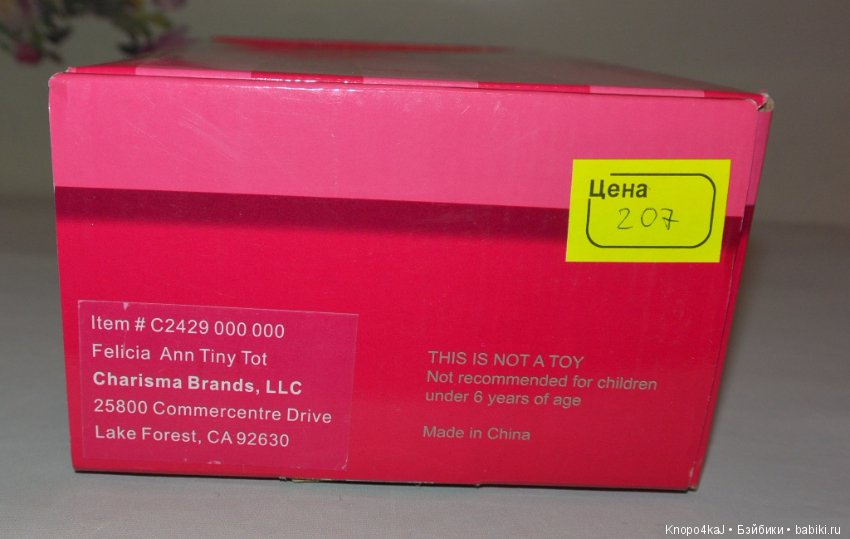 Цена
207
Item # C2429 000 000
Felicia Ann Tiny Tot
Charisma Brands, LLC
25800 Commercentre Drive
Lake Forest, CA 92630
THIS IS NOT A TOY
Not recommended for children
under 6 years of age
Made in China
Knopo4kaJ • Бэйбики • babiki.ru